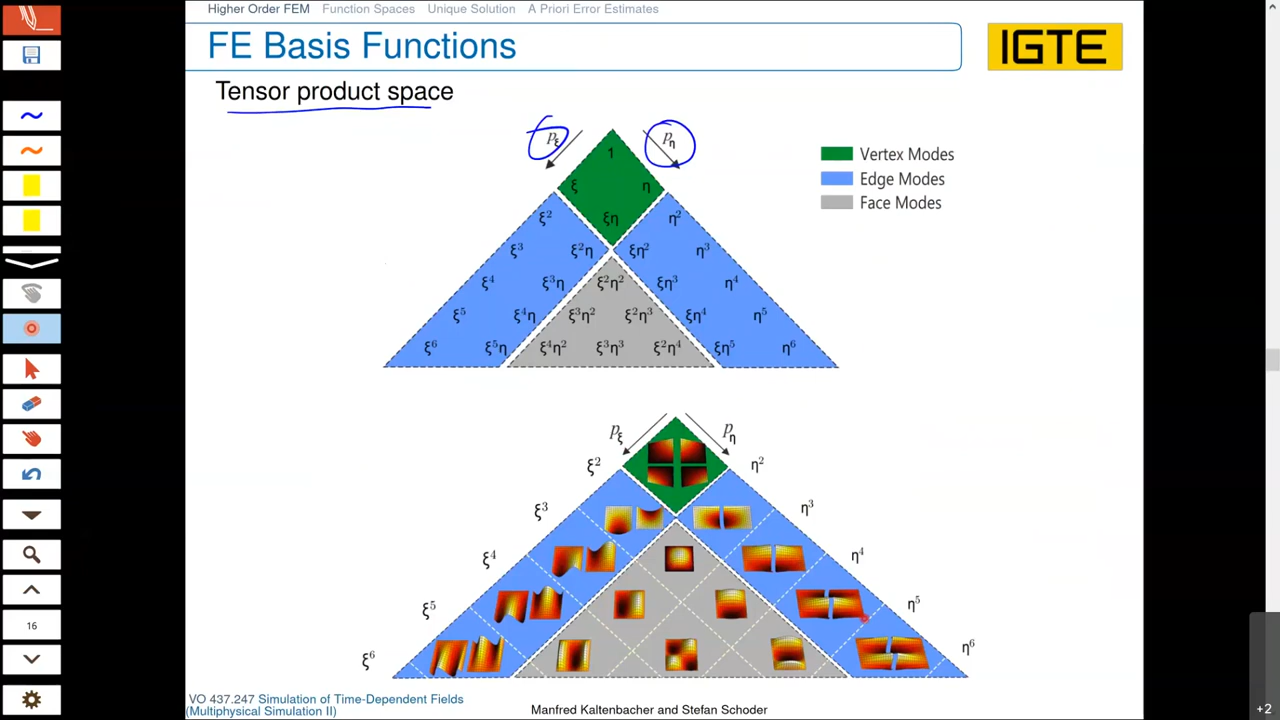 Higher Order FEM Function Spaces Unique Solution A Priori Error Estimates
FE Basis Functions
IGTE
Tensor product space
pξ pη
1
ξ η
ξη
ξ² η²
ξ³ ξ²η ξη² η³
ξ⁴ ξ³η ξ²η² ξη³ η⁴
ξ⁵ ξ⁴η ξ³η² ξ²η³ ξη⁴ η⁵
ξ⁶ ξ⁵η ξ⁴η² ξ³η³ ξ²η⁴ ξη⁵ η⁶
Vertex Modes
Edge Modes
Face Modes
pξ pη
ξ² η²
ξ³ η³
ξ⁴ η⁴
ξ⁵ η⁵
ξ⁶ η⁶
16
VO 437.247 Simulation of Time-Dependent Fields
(Multiphysical Simulation II)
Manfred Kaltenbacher and Stefan Schoder
+2